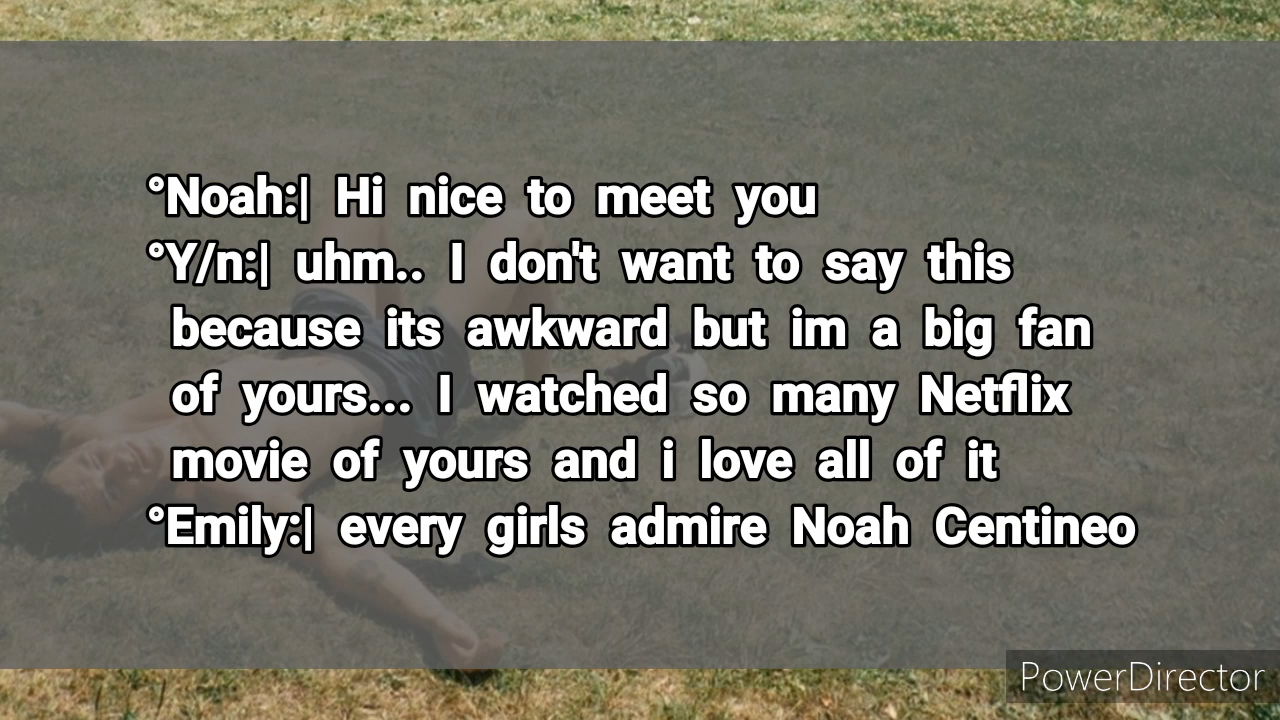 °Noah:| Hi nice to meet you
°Y/n:| uhm.. I don't want to say this
because its awkward but im a big fan
of yours... I watched so many Netflix
movie of yours and i love all of it
°Emily:| every girls admire Noah Centineo
PowerDirector